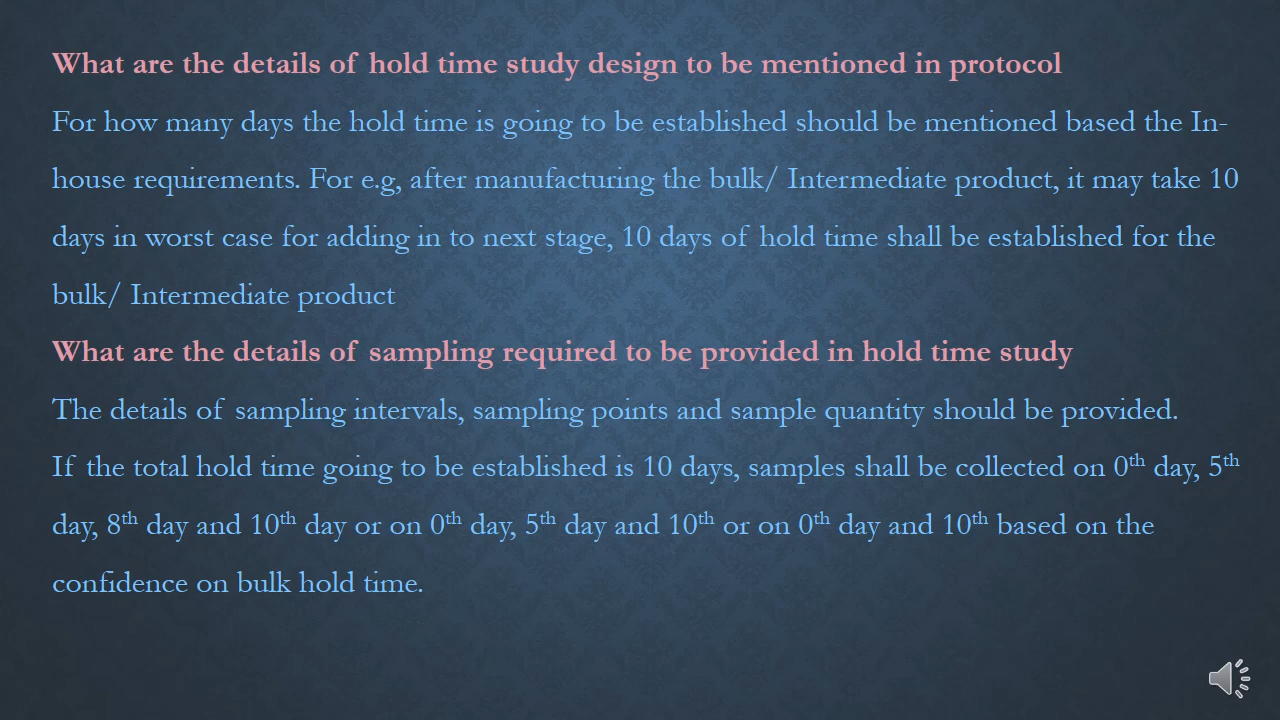 What are the details of hold time study design to be mentioned in protocol
For how many days the hold time is going to be established should be mentioned based the In-
house requirements. For e.g, after manufacturing the bulk/ Intermediate product, it may take 10
days in worst case for adding in to next stage, 10 days of hold time shall be established for the
bulk/ Intermediate product
What are the details of sampling required to be provided in hold time study
The details of sampling intervals, sampling points and sample quantity should be provided.
If the total hold time going to be established is 10 days, samples shall be collected on 0th day, 5th
day, 8th day and 10th day or on 0th day, 5th day and 10th or on 0th day and 10th based on the
confidence on bulk hold time.